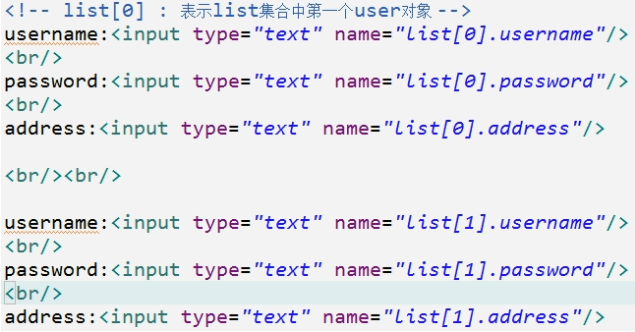 <!-- list[0] : 表示list集合中第一个user对象 -->
username:<input type="text" name="list[0].username"/>
<br/>
password:<input type="text" name="list[0].password"/>
<br/>
address:<input type="text" name="list[0].address"/>
<br/><br/>
username:<input type="text" name="list[1].username"/>
<br/>
password:<input type="text" name="list[1].password"/>
<br/>
address:<input type="text" name="list[1].address"/>